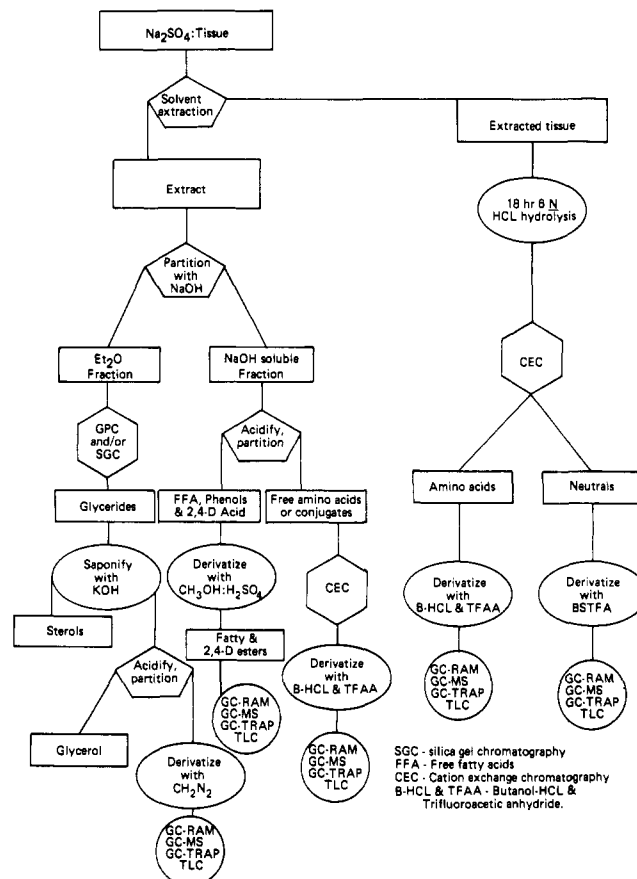 Na2SO4:Tissue
Solvent
extraction
Extracted tissue
Extract
18 hr 6 N
HCL hydrolysis
Partition
with
NaOH
CEC
Et2O
Fraction
NaOH soluble
Fraction
GPC
and/or
SGC
Acidify,
partition
Glycerides
FFA, Phenols
& 2,4-D Acid
Free amino acids
or conjugates
Amino acids
Neutrals
Saponify
with
KOH
Derivatize
with
CH3OH:H2SO4
CEC
Derivatize
with
B-HCL & TFAA
Derivatize
with
BSTFA
Sterols
Fatty &
2,4-D esters
Acidify,
partition
Derivatize
with
B-HCL & TFAA
GC-RAM
GC-MS
GC-TRAP
TLC
GC-RAM
GC-MS
GC-TRAP
TLC
GC-RAM
GC-MS
GC-TRAP
TLC
Glycerol
Derivatize
with
CH2N2
GC-RAM
GC-MS
GC-TRAP
TLC
GC-RAM
GC-MS
GC-TRAP
TLC
SGC - silica gel chromatography
FFA - Free fatty acids
CEC - Cation exchange chromatography
B-HCL & TFAA - Butanol-HCL &
Trifluroacetic anhydride.